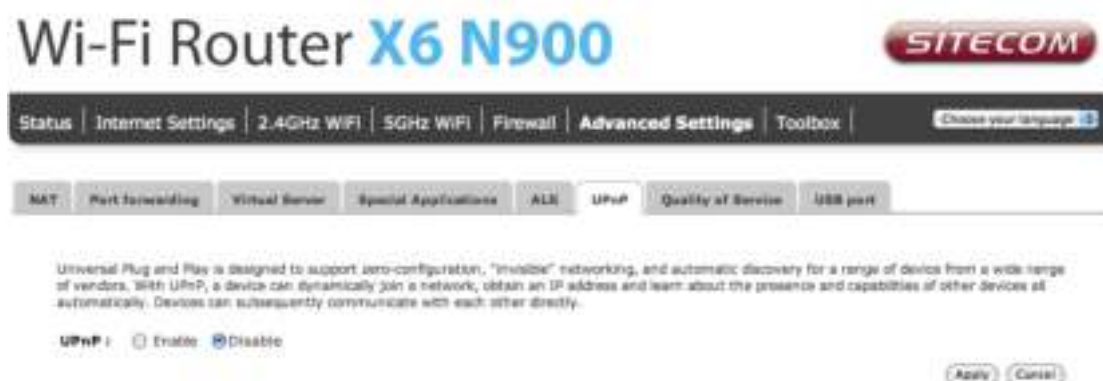 Wi-Fi Router X6 N900
SITECOM
Status | Internet Settings | 2.4GHz WiFi | 5GHz WiFi | Firewall | Advanced Settings | Toolbox |
Choose your language
NAT Port forwarding Virtual Server Special Applications ALG UPnP Quality of Service USB port
Universal Plug and Play is designed to support zero-configuration, "invisible" networking, and automatic discovery for a range of device from a wide range
of vendors. With UPnP, a device can dynamically join a network, obtain an IP address and learn about the presence and capabilities of other devices all
automatically. Devices can subsequently communicate with each other directly.
UPnP : Enable Disable
Apply Cancel